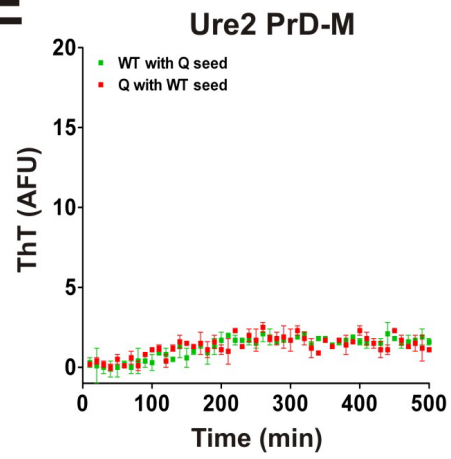 Ure2 PrD-M
20
WT with Q seed
Q with WT seed
15
10
5
0
ThT (AFU)
0 100 200 300 400 500
Time (min)